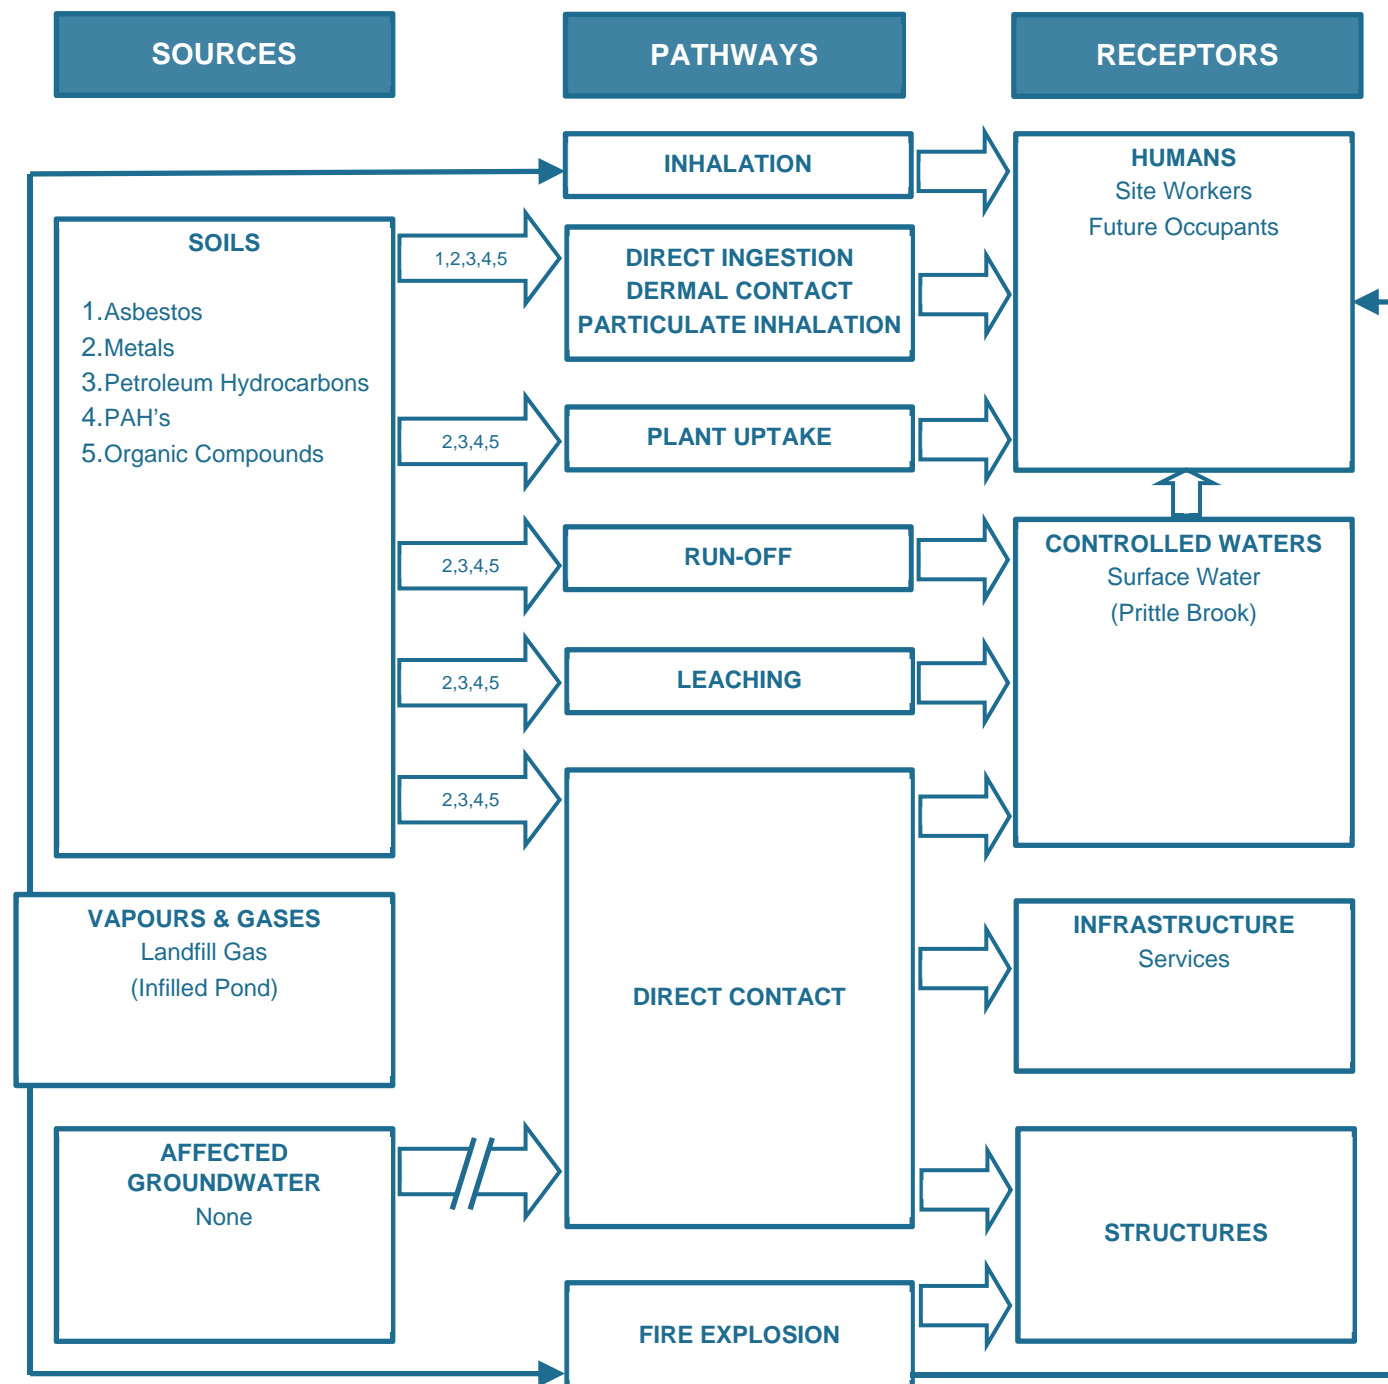 SOURCES
PATHWAYS
RECEPTORS
INHALATION
HUMANS
Site Workers
Future Occupants
SOILS
1.Asbestos
2.Metals
3.Petroleum Hydrocarbons
4.PAH's
5.Organic Compounds
1,2,3,4,5
DIRECT INGESTION
DERMAL CONTACT
PARTICULATE INHALATION
2,3,4,5
PLANT UPTAKE
2,3,4,5
RUN-OFF
CONTROLLED WATERS
Surface Water
(Prittle Brook)
2,3,4,5
LEACHING
2,3,4,5
VAPOURS & GASES
Landfill Gas
(Infilled Pond)
DIRECT CONTACT
INFRASTRUCTURE
Services
AFFECTED
GROUNDWATER
None
STRUCTURES
FIRE EXPLOSION